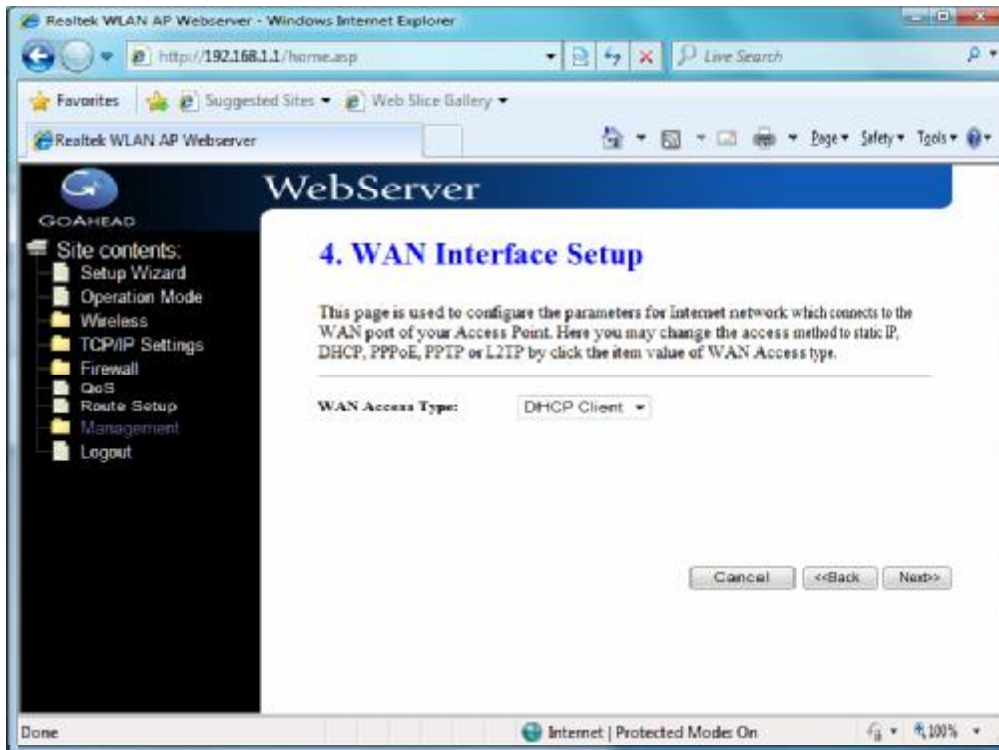 Realtek WLAN AP Webserver - Windows Internet Explorer
http://192.168.1.1/home.asp
Live Search
Favorites
Suggested Sites
Web Slice Gallery
Realtek WLAN AP Webserver
Page
Safety
Tools
GOAHEAD
WebServer
Site contents:
Setup Wizard
Operation Mode
Wireless
TCP/IP Settings
Firewall
QoS
Route Setup
Management
Logout
4. WAN Interface Setup
This page is used to configure the parameters for Internet network which connects to the
WAN port of your Access Point. Here you may change the access method to static IP,
DHCP, PPPoE, PPTP or L2TP by click the item value of WAN Access type.
WAN Access Type:
DHCP Client
Cancel
<<Back
Next>>
Done
Internet | Protected Mode: On
100%